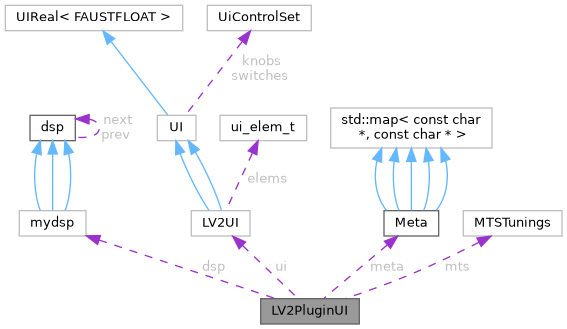 UIReal< FAUSTFLOAT >
UiControlSet
knobs
switches
dsp
next
prev
UI
ui_elem_t
std::map< const char
*, const char * >
elems
mydsp
LV2UI
Meta
MTSTunings
dsp
ui
meta
mts
LV2PluginUI